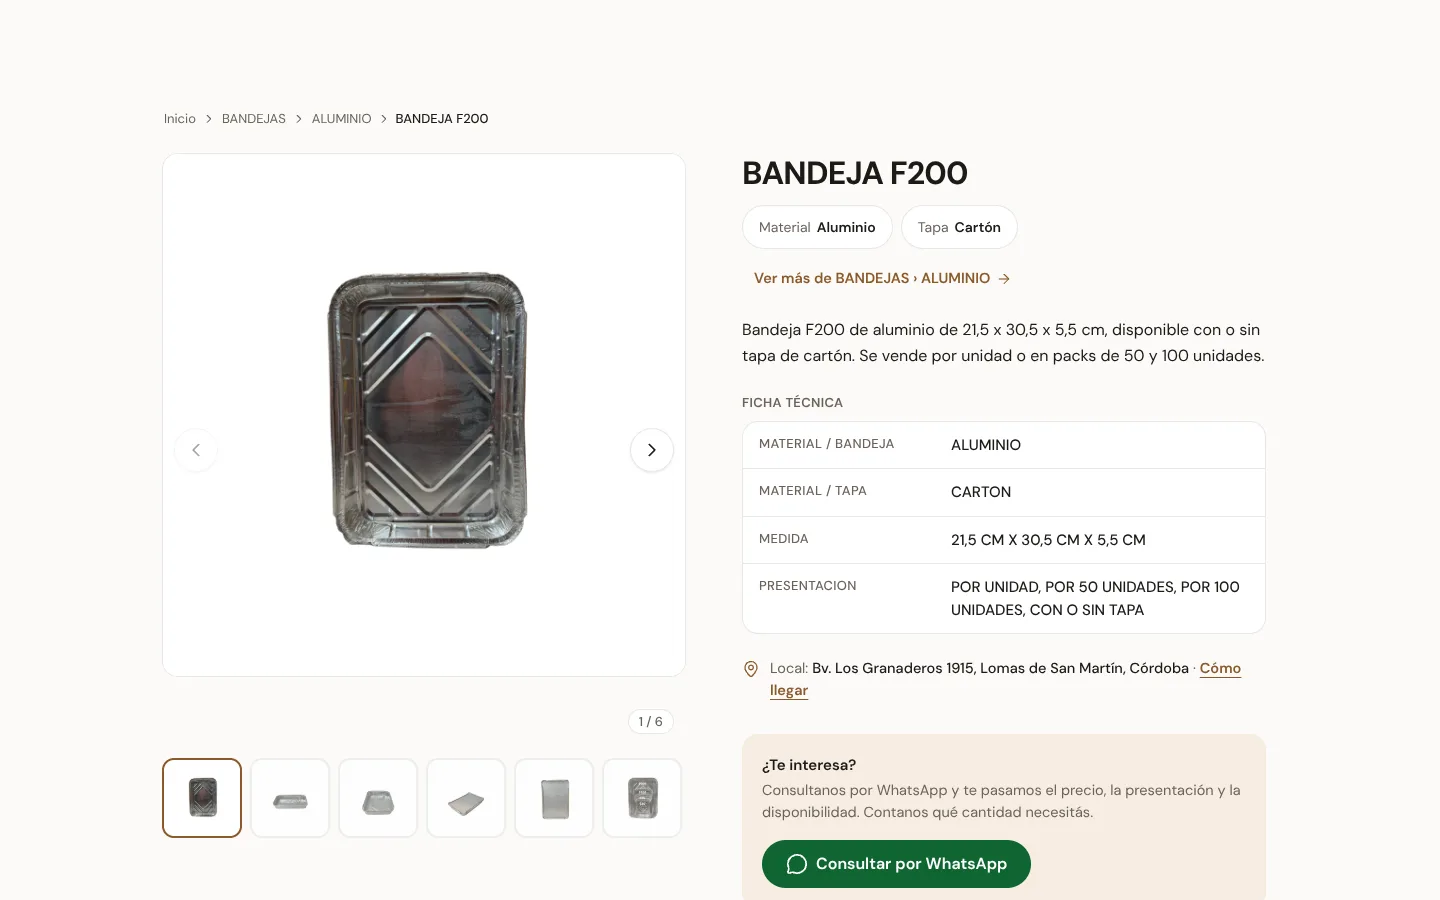 Inicio > BANDEJAS > ALUMINIO > BANDEJA F200
BANDEJA F200
Material Aluminio
Tapa Cartón
Ver más de BANDEJAS › ALUMINIO →
Bandeja F200 de aluminio de 21,5 x 30,5 x 5,5 cm, disponible con o sin
tapa de cartón. Se vende por unidad o en packs de 50 y 100 unidades.
FICHA TÉCNICA
MATERIAL / BANDEJA ALUMINIO
MATERIAL / TAPA CARTON
MEDIDA 21,5 CM X 30,5 CM X 5,5 CM
PRESENTACION POR UNIDAD, POR 50 UNIDADES, POR 100
UNIDADES, CON O SIN TAPA
Local: Bv. Los Granaderos 1915, Lomas de San Martín, Córdoba · Cómo
llegar
1 / 6
¿Te interesa?
Consultanos por WhatsApp y te pasamos el precio, la presentación y la
disponibilidad. Contanos qué cantidad necesitás.
Consultar por WhatsApp